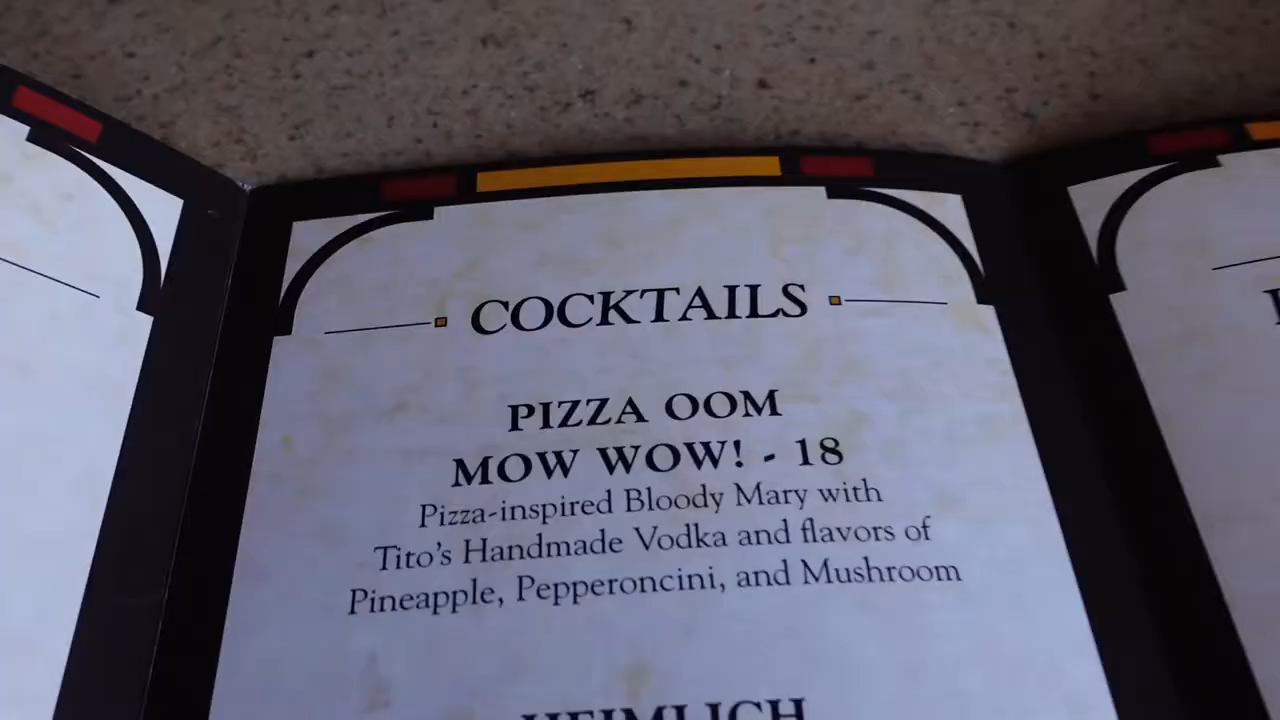 COCKTAILS
PIZZA OOM
MOW WOW! - 18
Pizza-inspired Bloody Mary with
Tito's Handmade Vodka and flavors of
Pineapple, Pepperoncini, and Mushroom
HEIMLICH